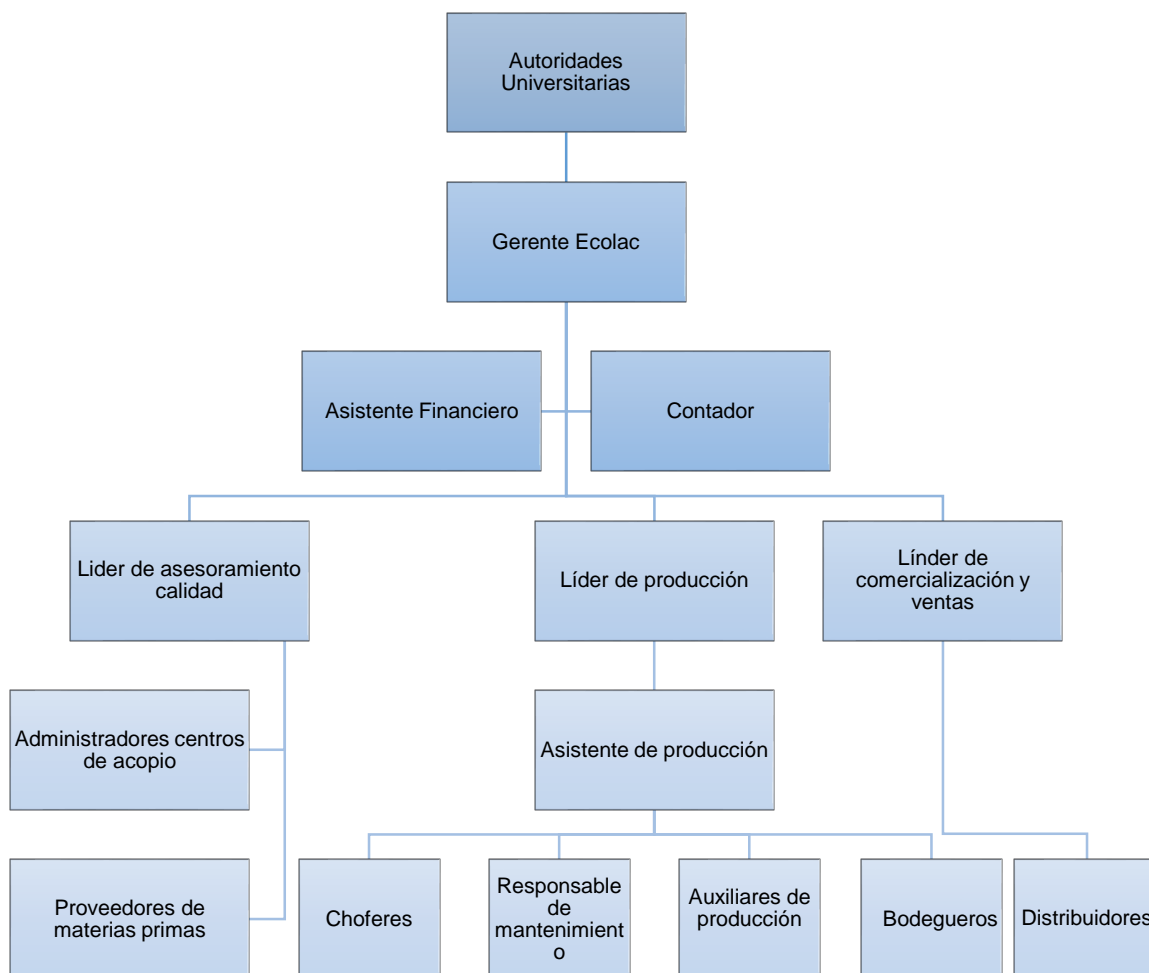 Autoridades
Universitarias
Gerente Ecolac
Asistente Financiero
Contador
Lider de asesoramiento
calidad
Líder de producción
Línder de
comercialización y
ventas
Administradores centros
de acopio
Asistente de producción
Proveedores de
materias primas
Choferes
Responsable
de
mantenimient
o
Auxiliares de
producción
Bodegueros
Distribuidores